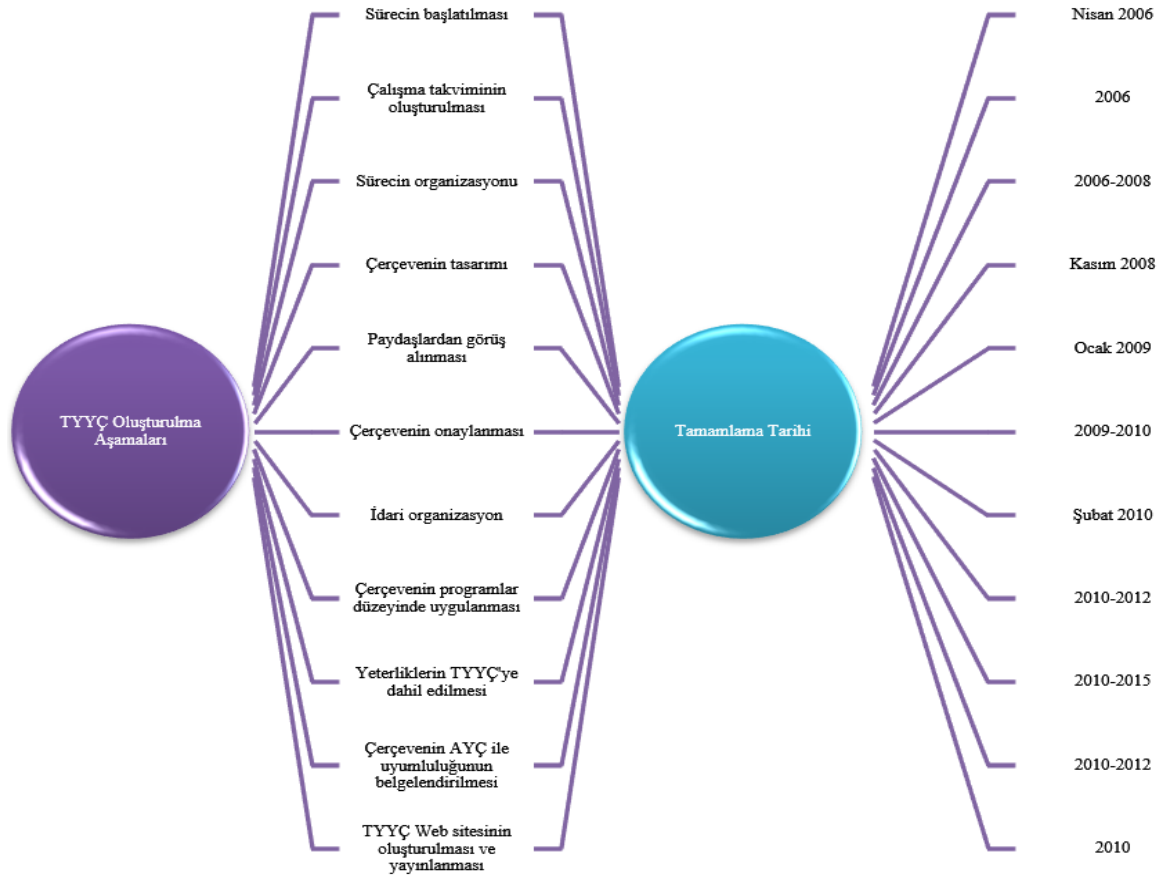 Sürecin başlatılması
Nisan 2006
Çalışma takviminin
oluşturulması
2006
Sürecin organizasyonu
2006-2008
Çerçevenin tasarımı
Kasım 2008
Paydaşlardan görüş
alınması
Ocak 2009
TYYÇ Oluşturulma
Aşamaları
Çerçevenin onaylanması
Tamamlama Tarihi
2009-2010
İdari organizasyon
Şubat 2010
Çerçevenin programlar
düzeyinde uygulanması
2010-2012
Yeterliklerin TYYÇ'ye
dahil edilmesi
2010-2015
Çerçevenin AYÇ ile
uyumluluğunun
belgelendirilmesi
2010-2012
TYYÇ Web sitesinin
oluşturulması ve
yayınlanması
2010